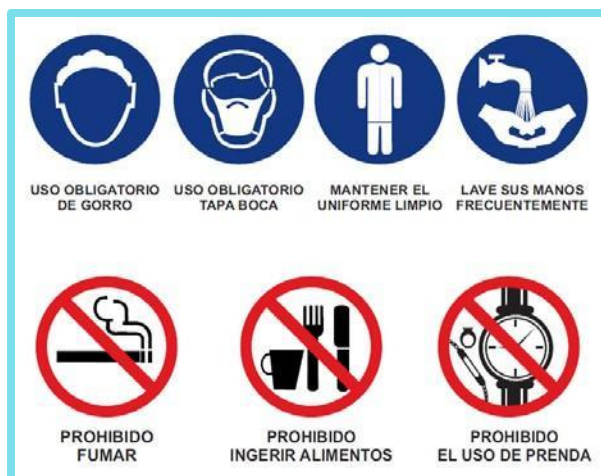 USO OBLIGATORIO
DE GORRO
USO OBLIGATORIO
TAPA BOCA
MANTENER EL
UNIFORME LIMPIO
LAVE SUS MANOS
FRECUENTEMENTE
PROHIBIDO
FUMAR
PROHIBIDO
INGERIR ALIMENTOS
PROHIBIDO
EL USO DE PRENDA